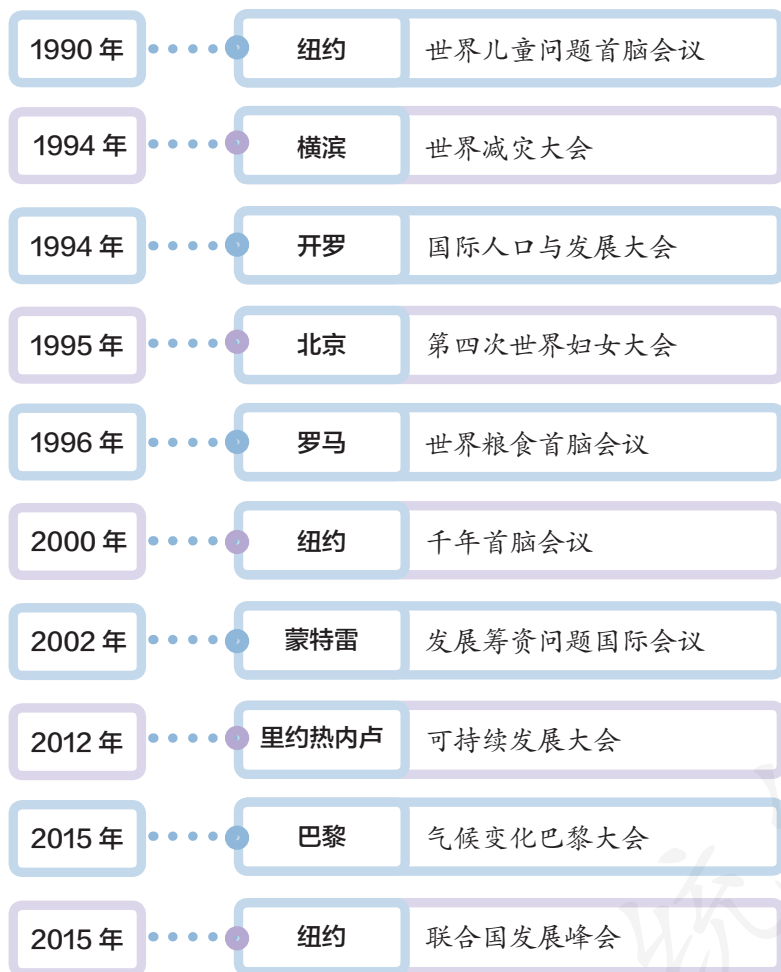 1990 年 纽约 世界儿童问题首脑会议
1994 年 横滨 世界减灾大会
1994 年 开罗 国际人口与发展大会
1995 年 北京 第四次世界妇女大会
1996 年 罗马 世界粮食首脑会议
2000 年 纽约 千年首脑会议
2002 年 蒙特雷 发展筹资问题国际会议
2012 年 里约热内卢 可持续发展大会
2015 年 巴黎 气候变化巴黎大会
2015 年 纽约 联合国发展峰会